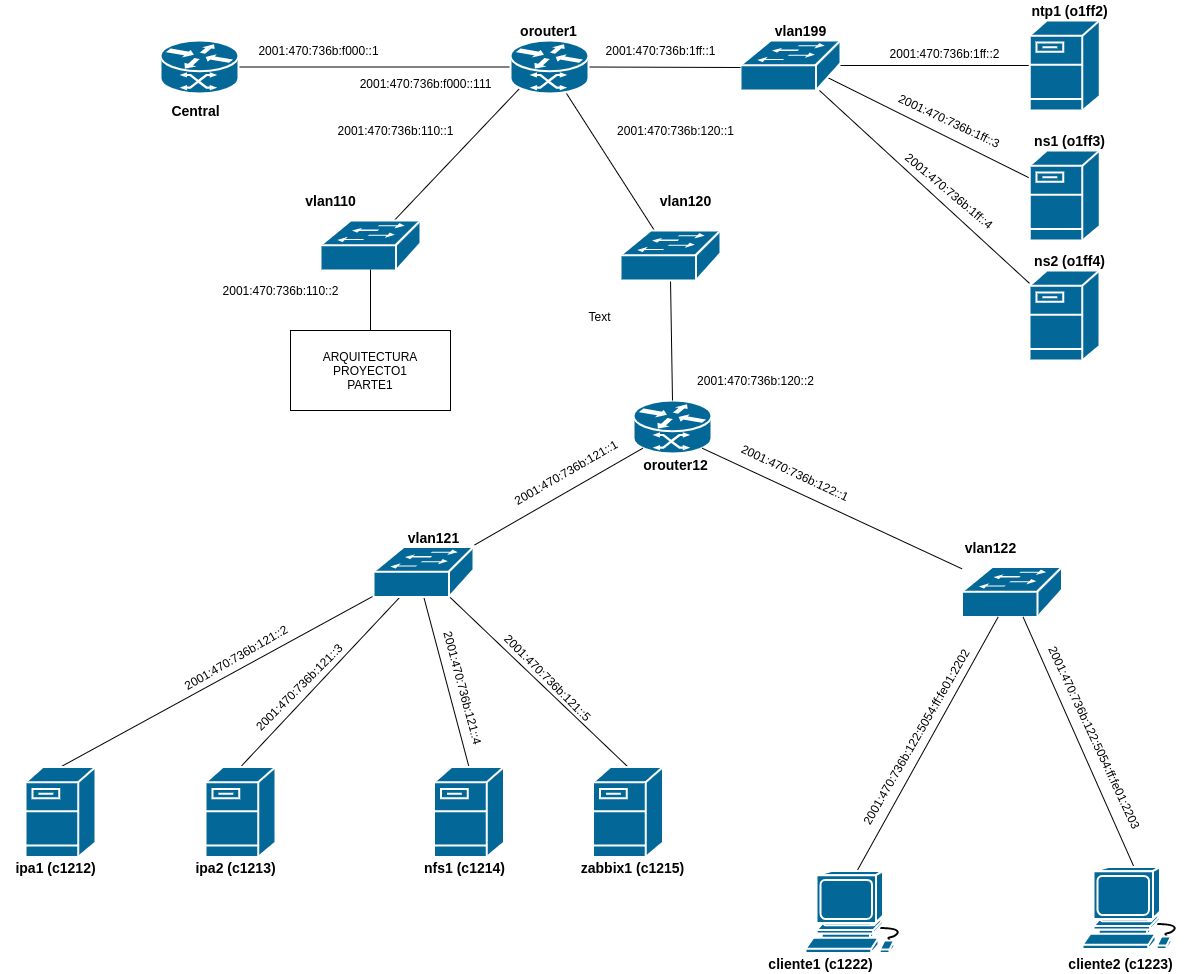 ntp1 (o1ff2)
orouter1
vlan199
2001:470:736b:f000::1
2001:470:736b:1ff::1
2001:470:736b:1ff::2
2001:470:736b:f000::111
Central
2001:470:736b:1ff::3
2001:470:736b:110::1
2001:470:736b:120::1
ns1 (o1ff3)
2001:470:736b:1ff::4
vlan110
vlan120
ns2 (o1ff4)
2001:470:736b:110::2
Text
ARQUITECTURA
PROYECTO1
PARTE1
2001:470:736b:120::2
orouter12
2001:470:736b:121::1
2001:470:736b:122::1
vlan121
vlan122
2001:470:736b:121::2
2001:470:736b:121::3
2001:470:736b:121::4
2001:470:736b:121::5
2001:470:736b:122:5054:ff:fe01:2202
2001:470:736b:122:5054:ff:fe01:2203
ipa1 (c1212)
ipa2 (c1213)
nfs1 (c1214)
zabbix1 (c1215)
cliente1 (c1222)
cliente2 (c1223)